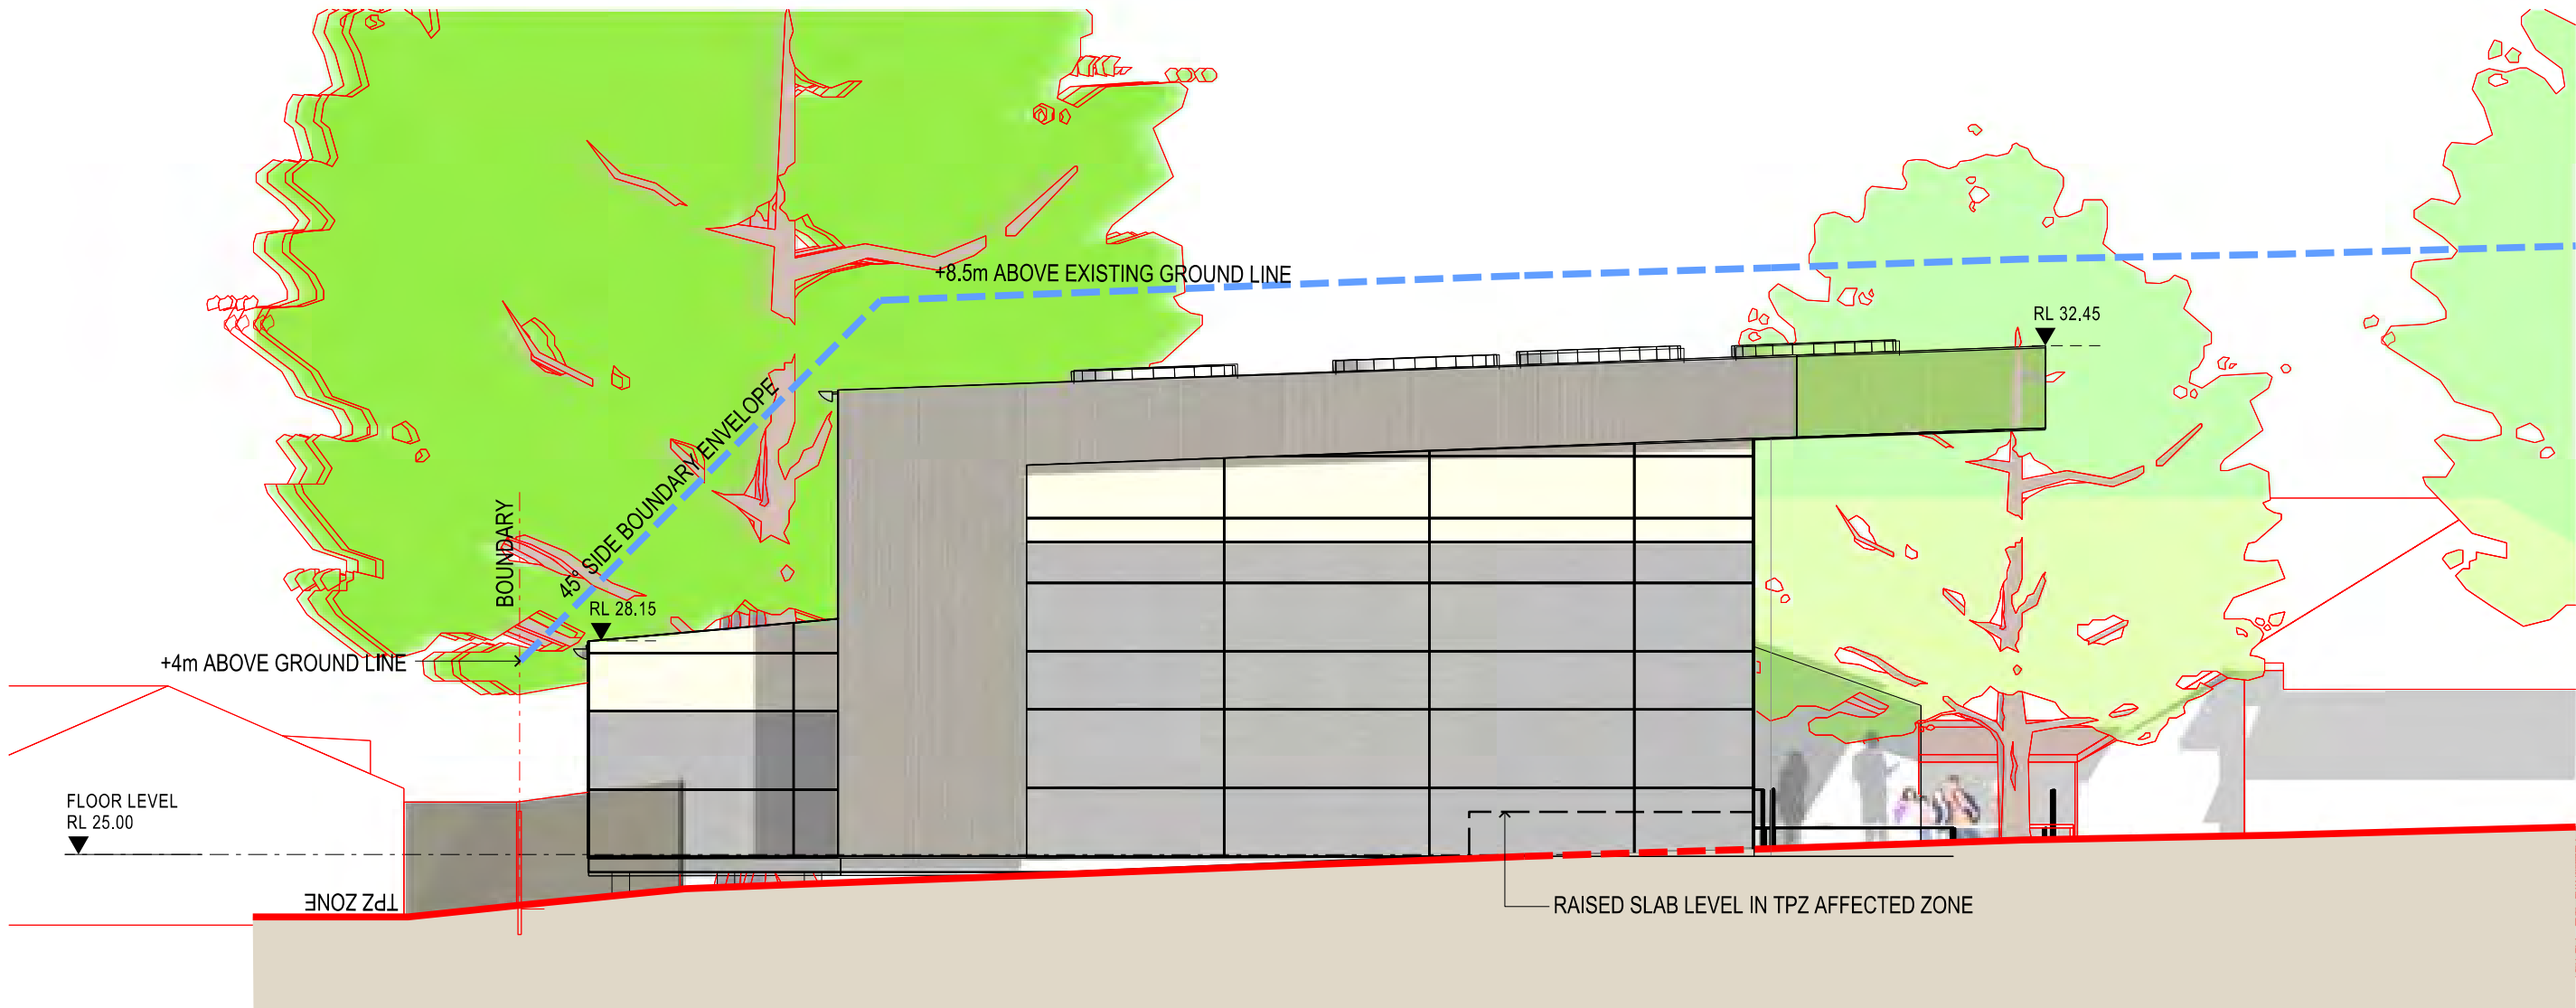 +8.5m ABOVE EXISTING GROUND LINE
RL 32.45
45° SIDE BOUNDARY ENVELOPE
BOUNDARY
RL 28.15
+4m ABOVE GROUND LINE
FLOOR LEVEL
RL 25.00
TPZ ZONE
RAISED SLAB LEVEL IN TPZ AFFECTED ZONE